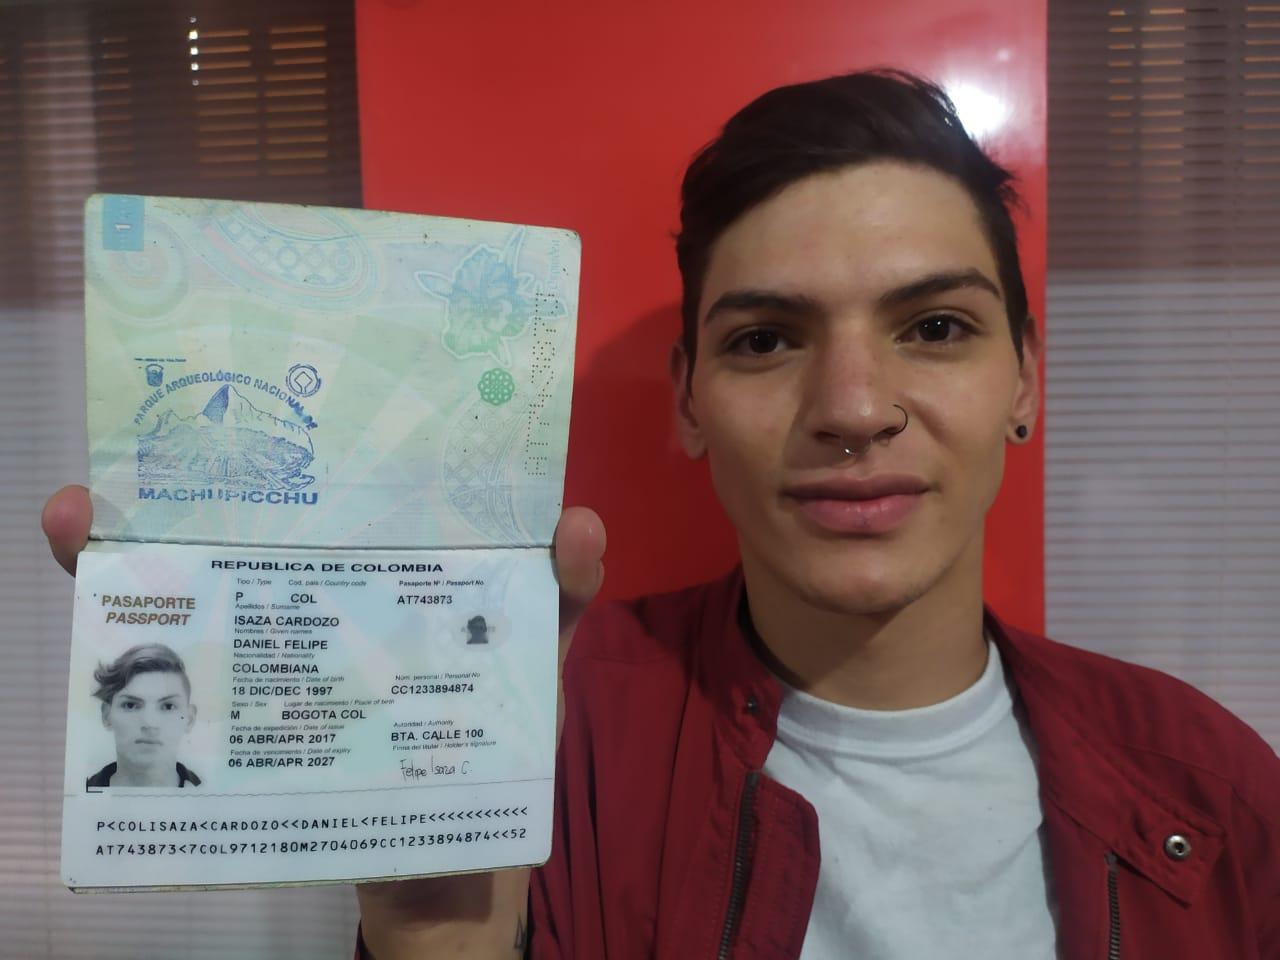 1
PARQUE ARQUEOLÓGICO NACIONAL DE
MACHUPICCHU
REPUBLICA DE COLOMBIA
PASAPORTE
PASSPORT
Tipo / Type Cod. país / Country code Pasaporte Nº / Passport No
P COL AT743873
Apellidos / Surname
ISAZA CARDOZO
Nombres / Given names
DANIEL FELIPE
Nacionalidad / Nationality
COLOMBIANA
Fecha de nacimiento / Date of birth Núm. personal / Personal No
18 DIC/DEC 1997 CC1233894874
Sexo / Sex Lugar de nacimiento / Place of birth
M BOGOTA COL
Fecha de expedición / Date of issue Autoridad / Authority
06 ABR/APR 2017 BTA. CALLE 100
Fecha de vencimiento / Date of expiry Firma del titular / Holder's signature
06 ABR/APR 2027 Felipe Isaza C.
P<COLISAZA<CARDOZO<<DANIEL<FELIPE<<<<<<<<<<<
AT743873<7COL9712180M2704069CC1233894874<<52